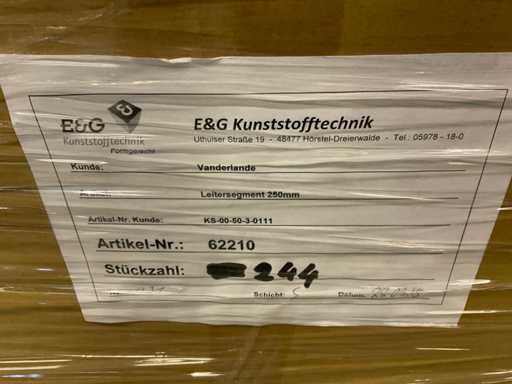 E&G
Kunststofftechnik
Formgerecht
E&G Kunststofftechnik
Uthuiser Straße 19 - 48477 Hörstel-Dreierwalde - Tel.: 05978 - 18-0
Kunde: Vanderlande
Leitersegment 250mm
Artikel-Nr. Kunde: KS-00-50-3-0111
Artikel-Nr.: 62210
Stückzahl: 244
Schicht: S Datum: